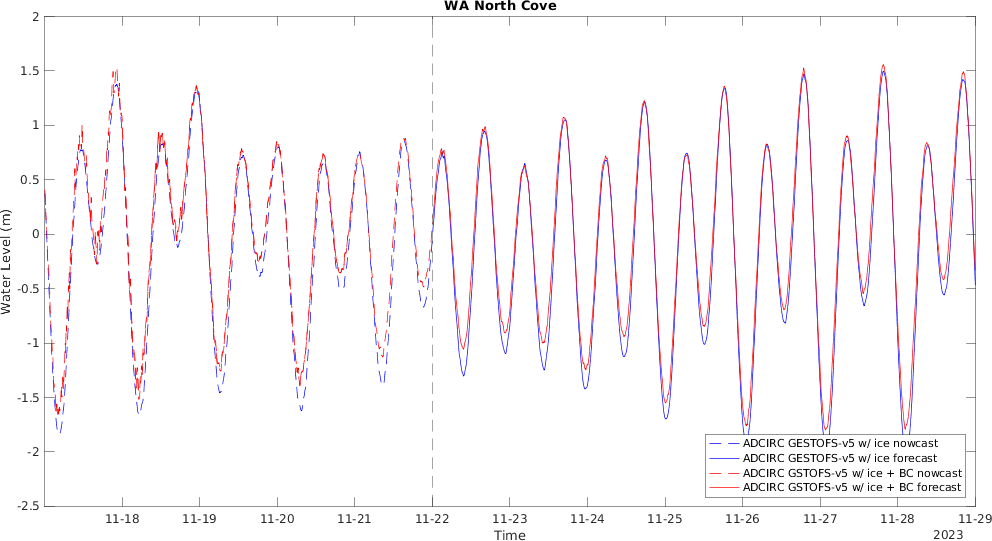 WA North Cove
2
1.5
1
0.5
0
-0.5
-1
-1.5
-2
-2.5
Water Level (m)
11-18 11-19 11-20 11-21 11-22 11-23 11-24 11-25 11-26 11-27 11-28 11-29
Time
2023
ADCIRC GESTOFS-v5 w/ ice nowcast
ADCIRC GESTOFS-v5 w/ ice forecast
ADCIRC GSTOFS-v5 w/ ice + BC nowcast
ADCIRC GSTOFS-v5 w/ ice + BC forecast